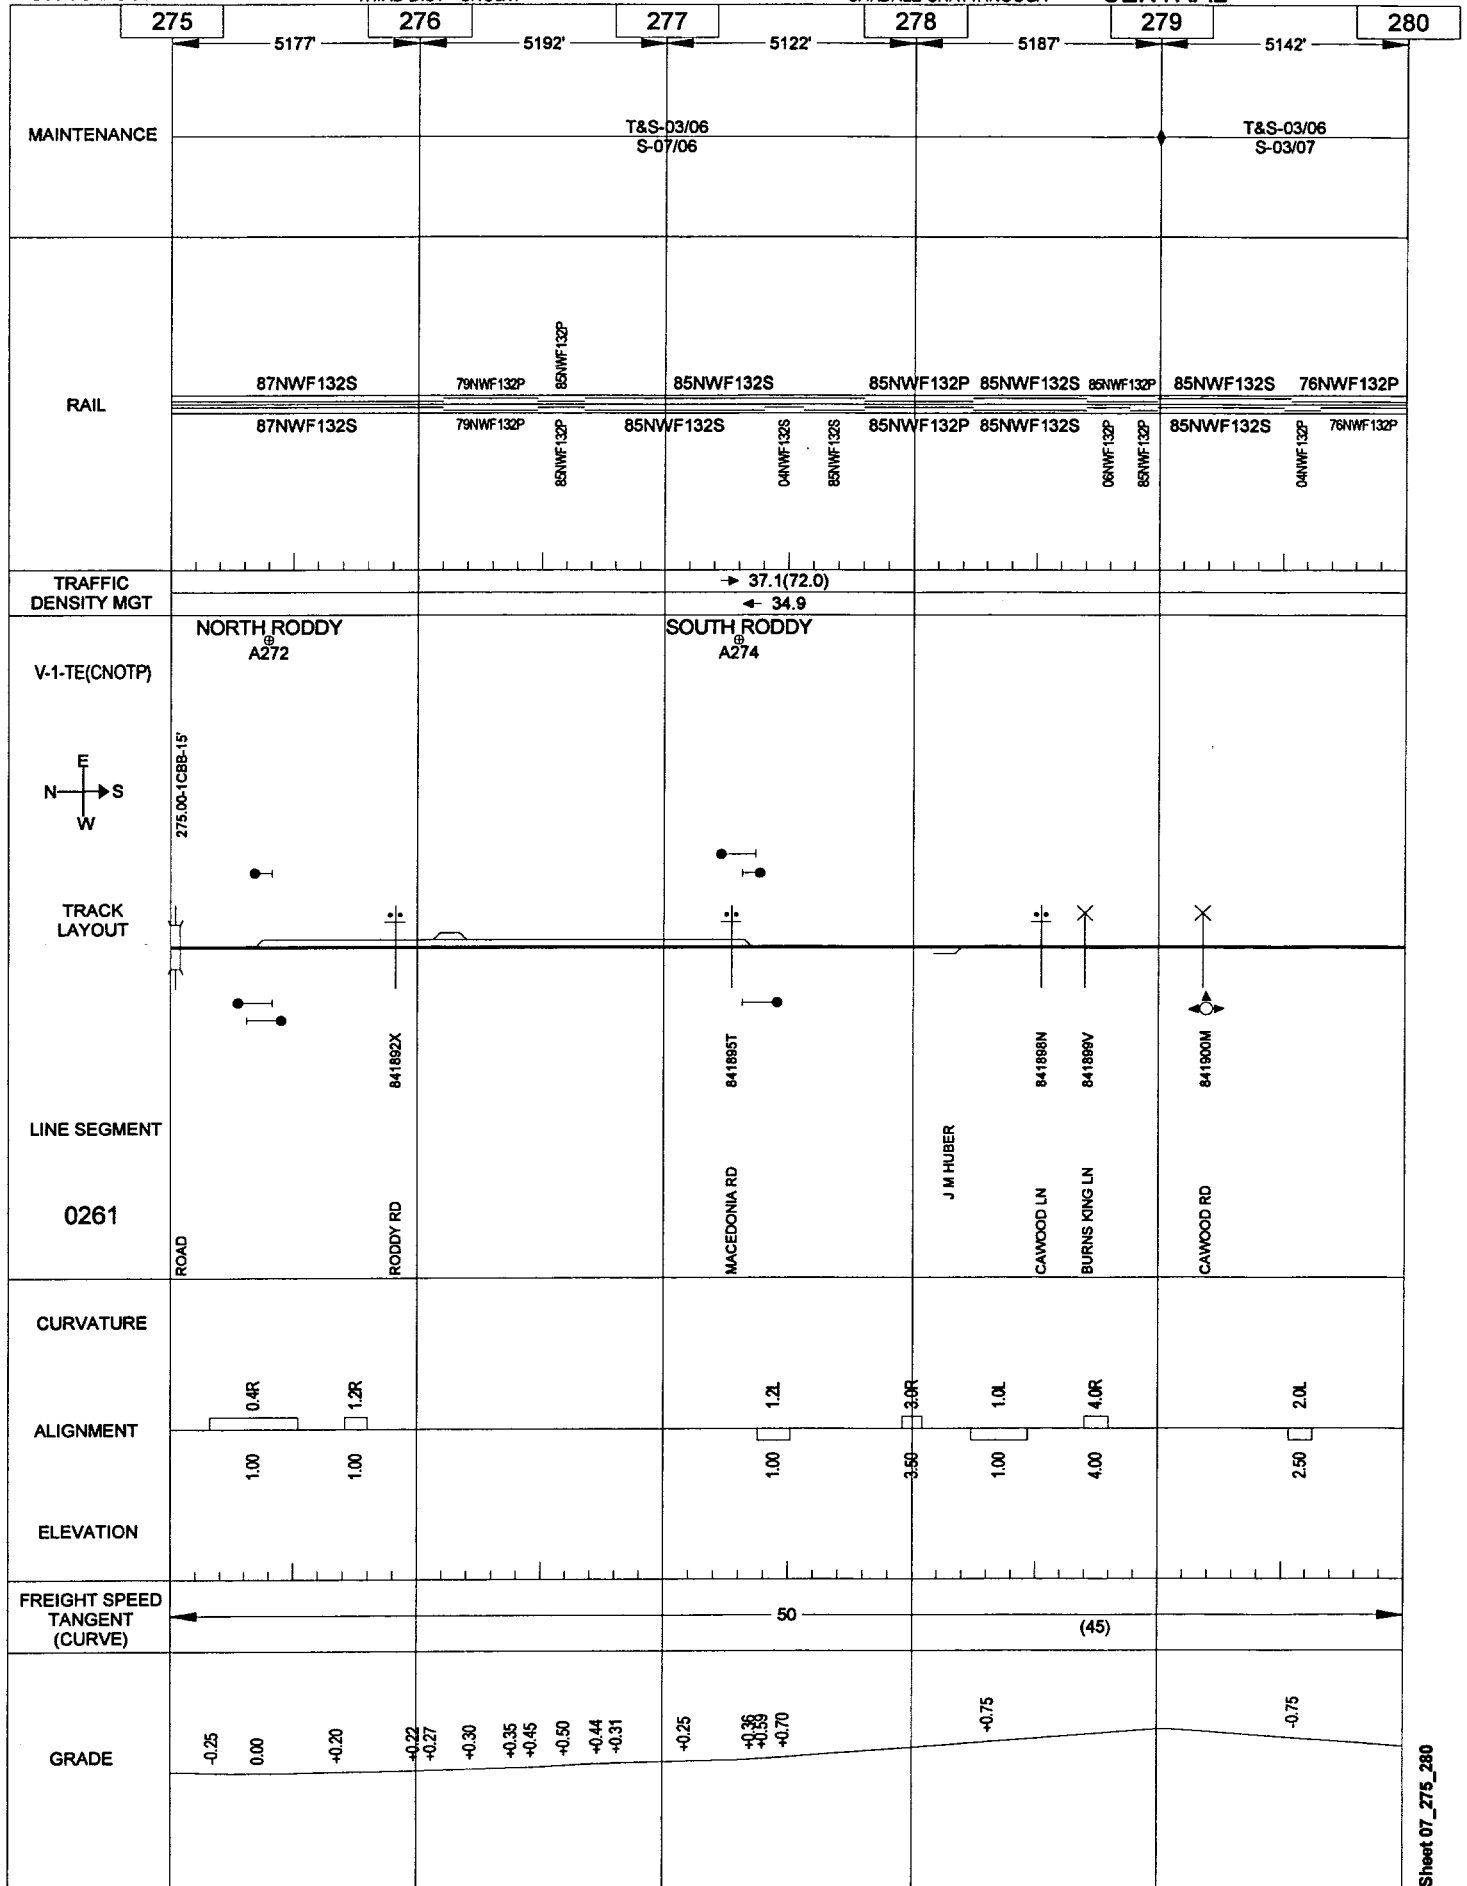 275 276 277 278 279 280
5177' 5192' 5122' 5187' 5142'
MAINTENANCE
T&S-03/06
S-07/06
T&S-03/06
S-03/07
RAIL
85NWF132P
87NWF132S 79NWF132P 85NWF132S 85NWF132P 85NWF132S 85NWF132P 85NWF132S 76NWF132P
87NWF132S 79NWF132P 85NWF132S 85NWF132P 85NWF132S 85NWF132S 76NWF132P
85NWF132P 04NWF132S 85NWF132S 06NWF132P 85NWF132P 04NWF132P
TRAFFIC
DENSITY MGT
37.1(72.0)
34.9
NORTH RODDY
A272
SOUTH RODDY
A274
V-1-TE(CNOTP)
275.00-1CBB-15'
E
N S
W
TRACK
LAYOUT
841892X 841895T 841898N 841899V 841900M
LINE SEGMENT
0261
ROAD
RODDY RD
MACEDONIA RD
J M HUBER
CAWOOD LN
BURNS KING LN
CAWOOD RD
CURVATURE
0.4R 1.2R 1.2L 3.0R 1.0L 4.0R 2.0L
ALIGNMENT
1.00 1.00 1.00 3.50 1.00 4.00 2.50
ELEVATION
FREIGHT SPEED
TANGENT
(CURVE)
50
(45)
GRADE
-0.25 0.00 +0.20 +0.22 +0.27 +0.30 +0.35 +0.45 +0.50 +0.44 +0.31 +0.25 +0.36 +0.59 +0.70 +0.75 -0.75
Sheet 07_275_280